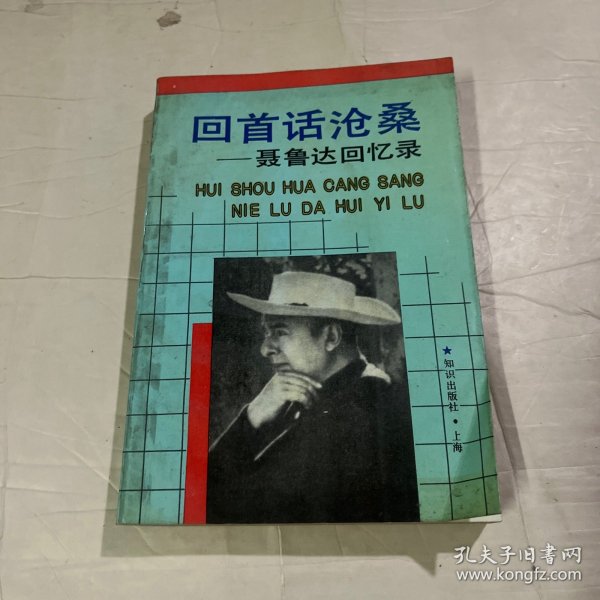 回首话沧桑
——聂鲁达回忆录
HUI SHOU HUA CANG SANG
NIE LU DA HUI YI LU
★知识出版社·上海
孔夫子旧书网
www.kongfz.com